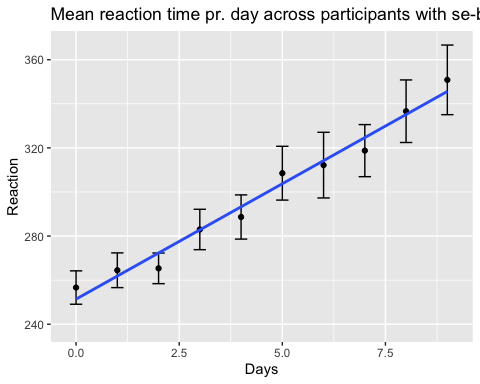 Mean reaction time pr. day across participants with se-b
Reaction
360
320
280
240
0.0 2.5 5.0 7.5
Days